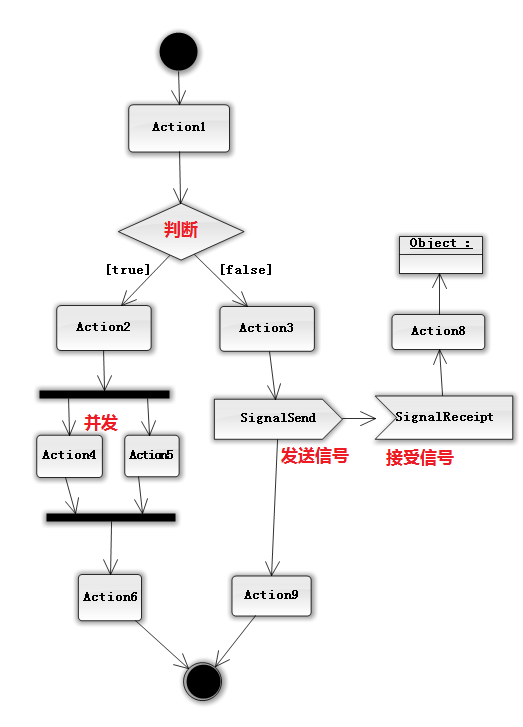 Action1
判断
[true]
[false]
Object :
Action2
Action3
Action8
并发
SignalSend
SignalReceipt
Action4
Action5
发送信号
接受信号
Action6
Action9